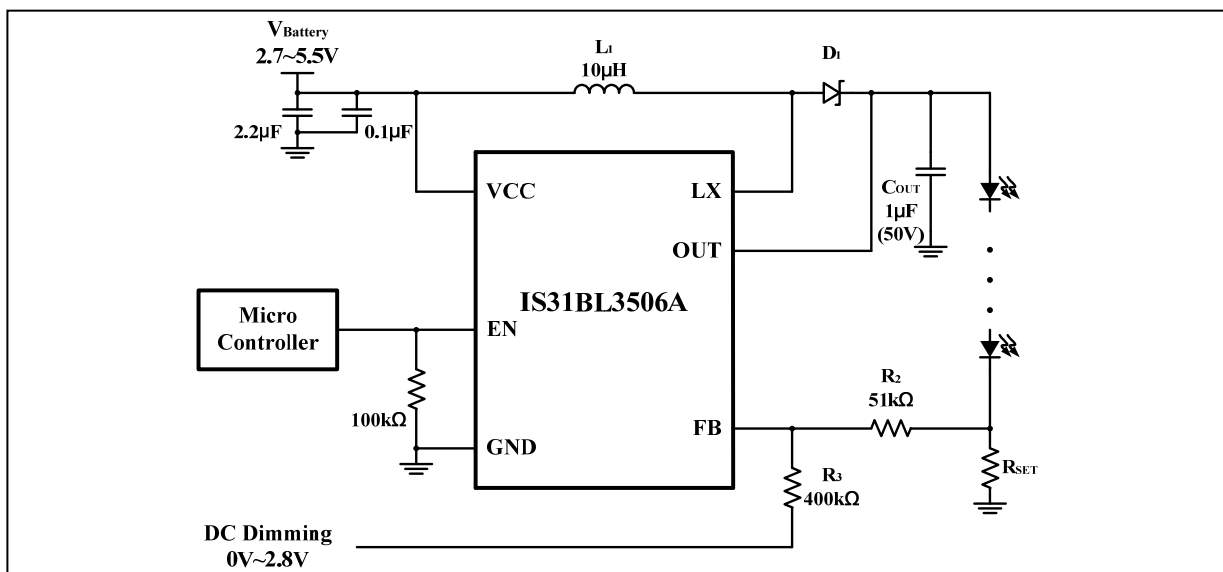 VBattery
2.7~5.5V
2.2µF
0.1µF
L1
10µH
D1
COUT
1µF
(50V)
VCC
LX
OUT
IS31BL3506A
Micro
Controller
EN
100kΩ
GND
FB
R2
51kΩ
RSET
R3
400kΩ
DC Dimming
0V~2.8V